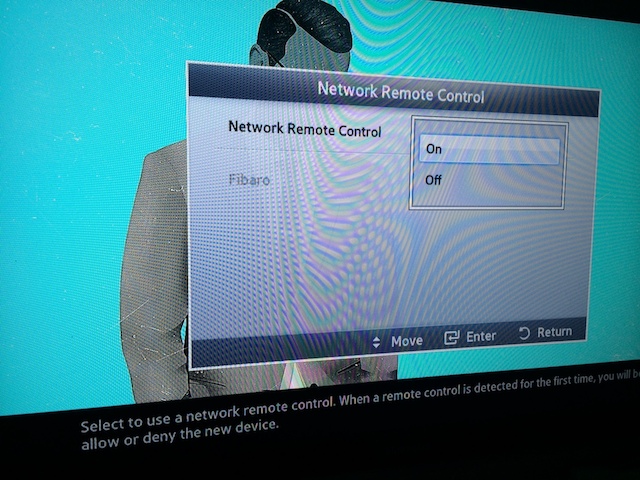 Network Remote Control
Network Remote Control
On
Off
Fibaro
Move Enter Return
Select to use a network remote control. When a remote control is detected for the first time, you will
allow or deny the new device.